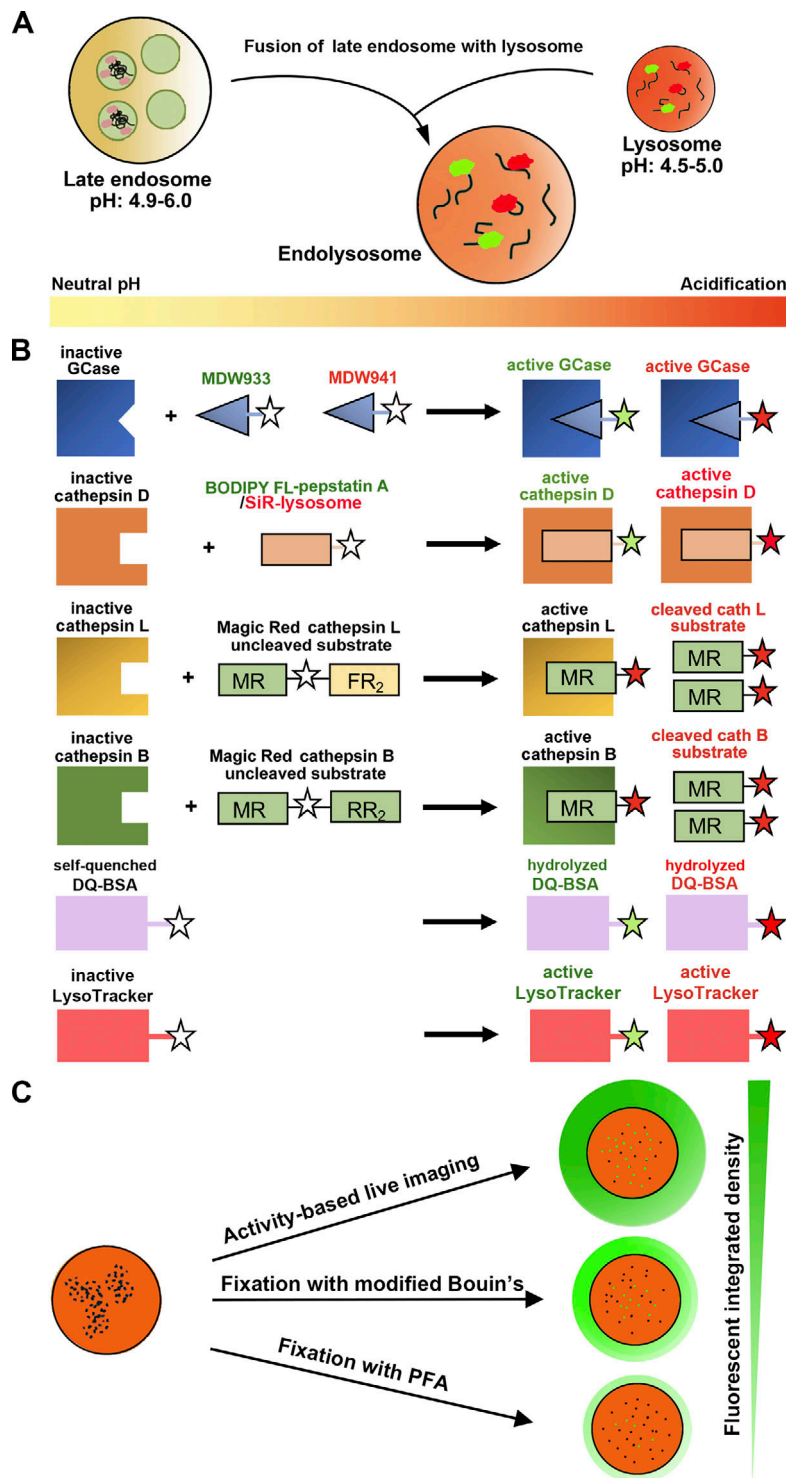 A
Fusion of late endosome with lysosome
Late endosome
pH: 4.9-6.0
Lysosome
pH: 4.5-5.0
Endolysosome
Neutral pH
Acidification
B
inactive
GCase
+
MDW933
MDW941
active GCase
active GCase
inactive
cathepsin D
+
BODIPY FL-pepstatin A
/SiR-lysosome
active
cathepsin D
active
cathepsin D
inactive
cathepsin L
+
Magic Red cathepsin L
uncleaved substrate
MR
FR2
active
cathepsin L
MR
cleaved cath L
substrate
MR
MR
inactive
cathepsin B
+
Magic Red cathepsin B
uncleaved substrate
MR
RR2
active
cathepsin B
MR
cleaved cath B
substrate
MR
MR
self-quenched
DQ-BSA
hydrolyzed
DQ-BSA
hydrolyzed
DQ-BSA
inactive
LysoTracker
active
LysoTracker
active
LysoTracker
C
Activity-based live imaging
Fixation with modified Bouin's
Fixation with PFA
Fluorescent integrated density